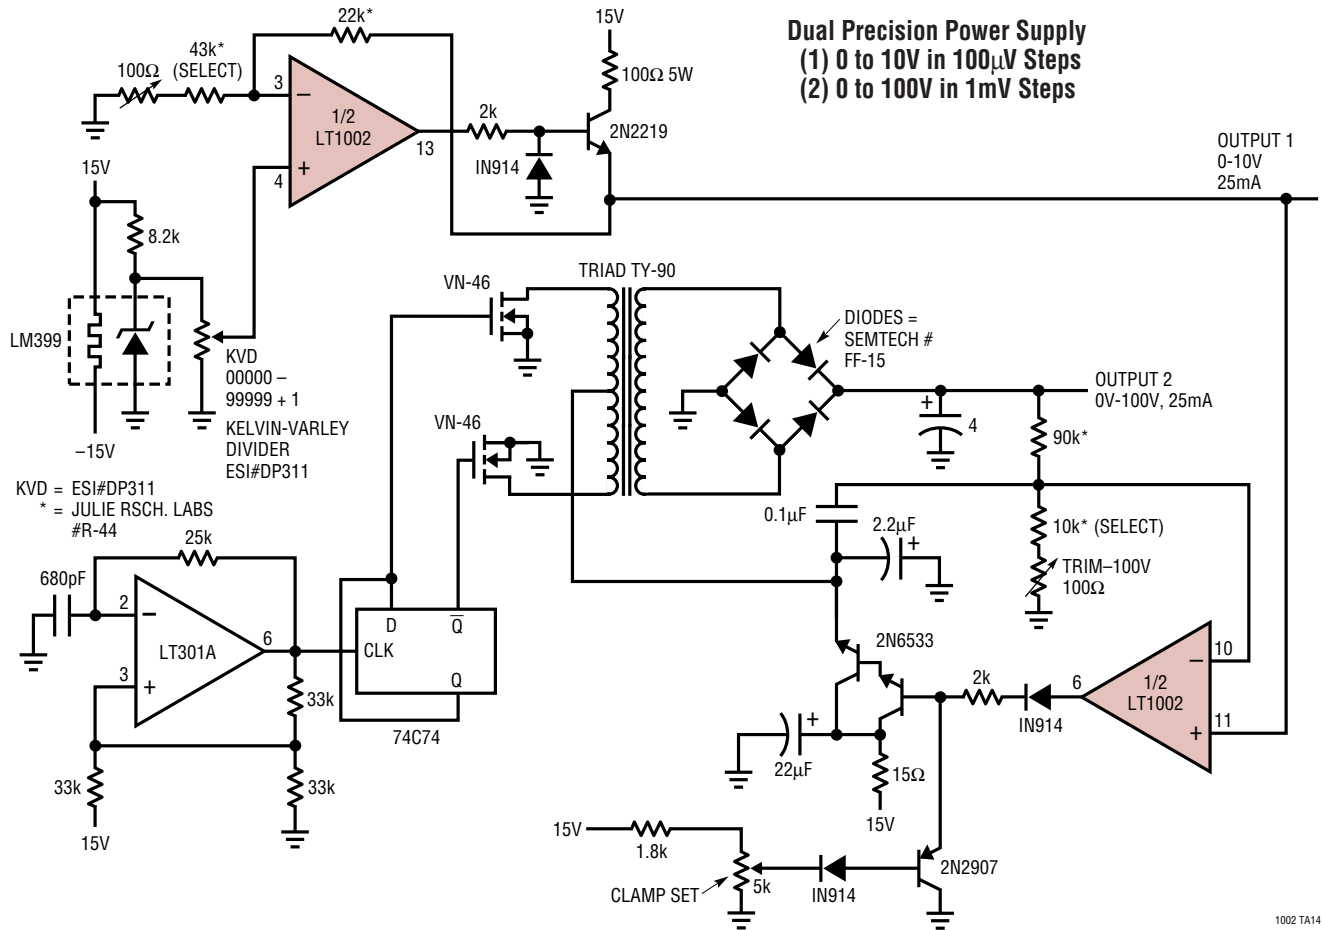 Dual Precision Power Supply
(1) 0 to 10V in 100µV Steps
(2) 0 to 100V in 1mV Steps
22k*
43k*
(SELECT)
100Ω
3
−
1/2
LT1002
+
4
13
2k
IN914
15V
100Ω 5W
2N2219
OUTPUT 1
0-10V
25mA
15V
8.2k
LM399
–15V
KVD
00000 –
99999 + 1
KELVIN-VARLEY
DIVIDER
ESI#DP311
KVD = ESI#DP311
* = JULIE RSCH. LABS
#R-44
VN-46
TRIAD TY-90
VN-46
DIODES =
SEMTECH #
FF-15
OUTPUT 2
0V-100V, 25mA
+
4
90k*
0.1µF
2.2µF
+
10k* (SELECT)
TRIM–100V
100Ω
25k
680pF
2
−
LT301A
3
+
6
33k
33k
33k
15V
D
Q
CLK
Q
74C74
2N6533
2k
IN914
6
10
−
1/2
LT1002
11
+
+
22µF
15Ω
15V
15V
1.8k
5k
CLAMP SET
IN914
2N2907
1002 TA14